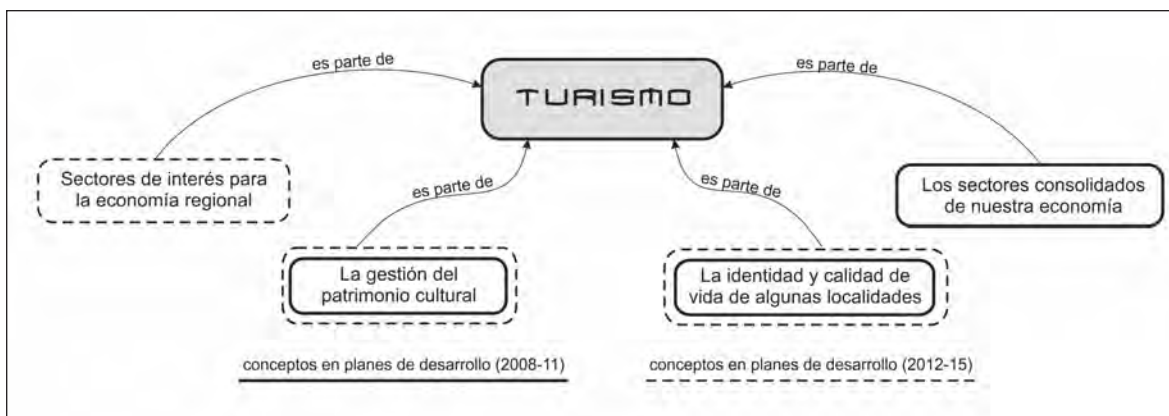 es parte de
TURISMO
es parte de
Sectores de interés para
la economía regional
es parte de
es parte de
Los sectores consolidados
de nuestra economía
La gestión del
patrimonio cultural
La identidad y calidad de
vida de algunas localidades
conceptos en planes de desarrollo (2008-11)
conceptos en planes de desarrollo (2012-15)